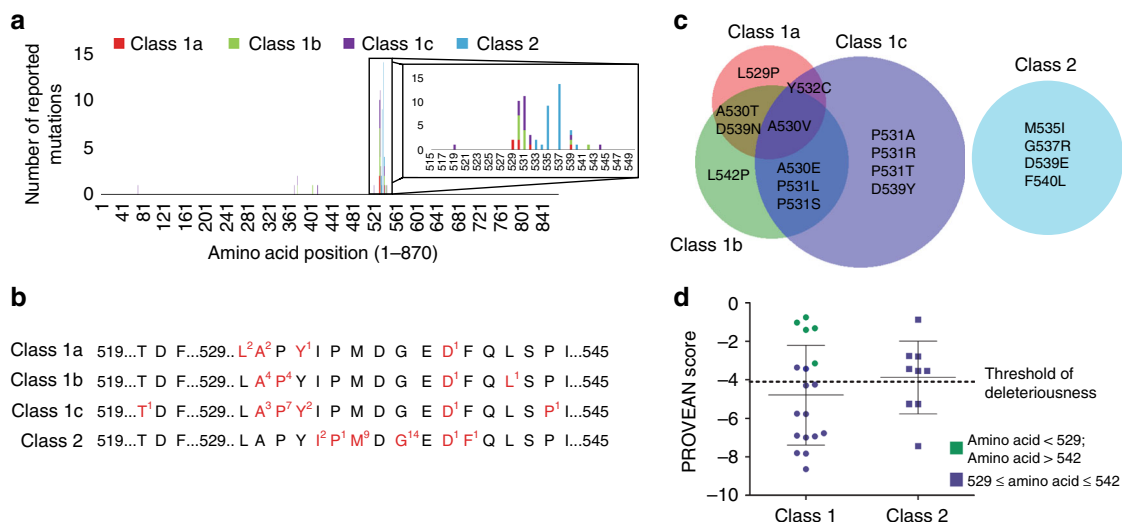 a
Class 1a
Class 1b
Class 1c
Class 2
Number of reported
mutations
15
10
5
0
15
10
5
0
515
517
519
521
523
525
527
529
531
533
535
537
539
541
543
545
547
549
1
41
81
121
161
201
241
281
321
361
401
441
481
521
561
601
641
681
721
761
801
841
Amino acid position (1–870)
b
Class 1a 519...T D F...529.. L² A² P Y¹ I P M D G E D¹ F Q L S P I...545
Class 1b 519...T D F...529.. L A⁴ P⁴ Y I P M D G E D¹ F Q L¹ S P I...545
Class 1c 519...T¹ D F...529.. L A³ P⁷ Y² I P M D G E D¹ F Q L S P¹ I...545
Class 2 519...T D F...529.. L A P Y I² P¹ M⁹ D G¹⁴ E D¹ F¹ Q L S P I...545
c
Class 1a
Class 1c
Class 2
Class 1b
L529P
Y532C
A530T
D539N
A530V
L542P
A530E
P531L
P531S
P531A
P531R
P531T
D539Y
M535I
G537R
D539E
F540L
d
PROVEAN score
0
−2
−4
−6
−8
−10
Class 1
Class 2
Threshold of
deleteriousness
Amino acid < 529;
Amino acid > 542
529 ≤ amino acid ≤ 542